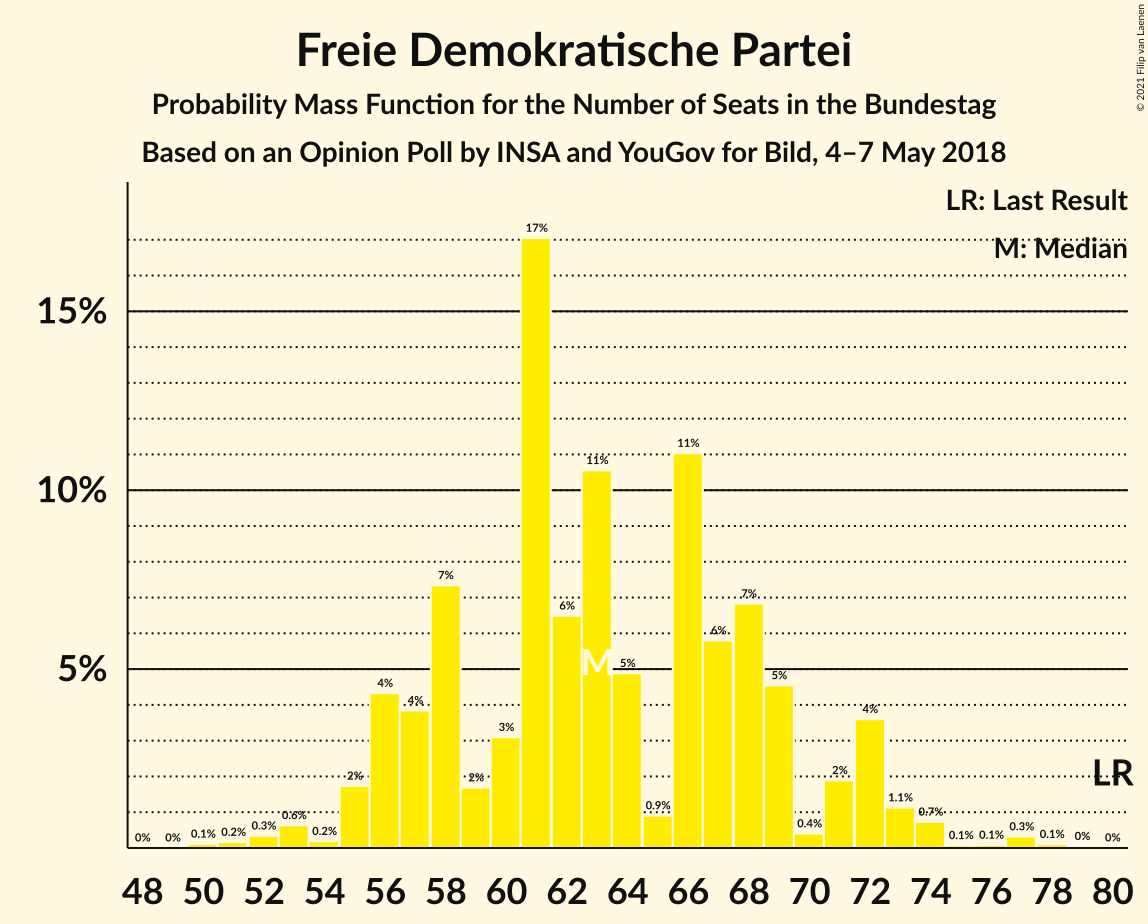 Freie Demokratische Partei
Probability Mass Function for the Number of Seats in the Bundestag
Based on an Opinion Poll by INSA and YouGov for Bild, 4–7 May 2018
© 2021 Filip van Laenen
LR: Last Result
M: Median
15%
10%
5%
0% 0% 0.1% 0.2% 0.3% 0.6% 0.2% 2% 4% 4% 7% 2% 3% 17% 6% 11% 5% 0.9% 11% 6% 7% 5% 0.4% 2% 4% 1.1% 0.7% 0.1% 0.1% 0.3% 0.1% 0% 0%
M
LR
48 50 52 54 56 58 60 62 64 66 68 70 72 74 76 78 80